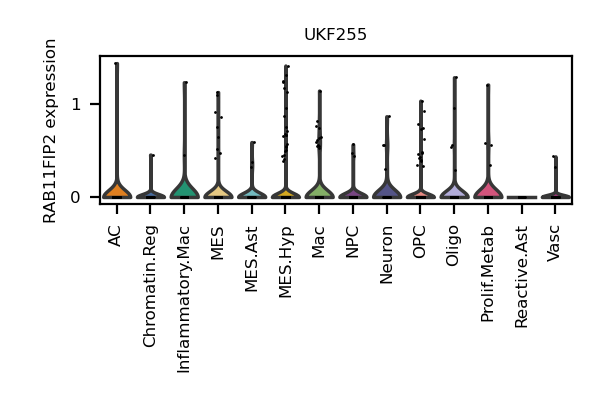 UKF255
RAB11FIP2 expression
1
0
AC
Chromatin.Reg
Inflammatory.Mac
MES
MES.Ast
MES.Hyp
Mac
NPC
Neuron
OPC
Oligo
Prolif.Metab
Reactive.Ast
Vasc